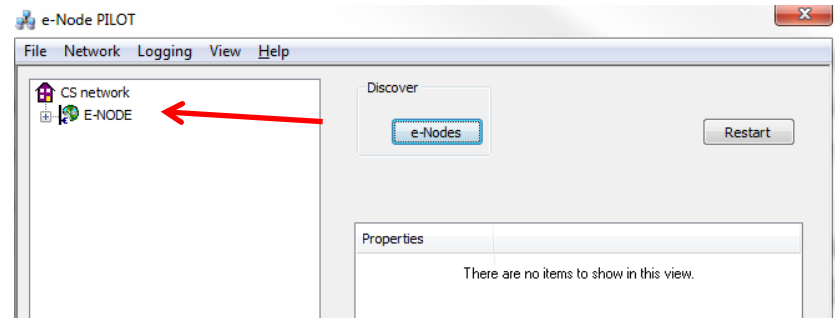 e-Node PILOT
File Network Logging View Help
CS network
E-NODE
Discover
e-Nodes
Restart
Properties
There are no items to show in this view.